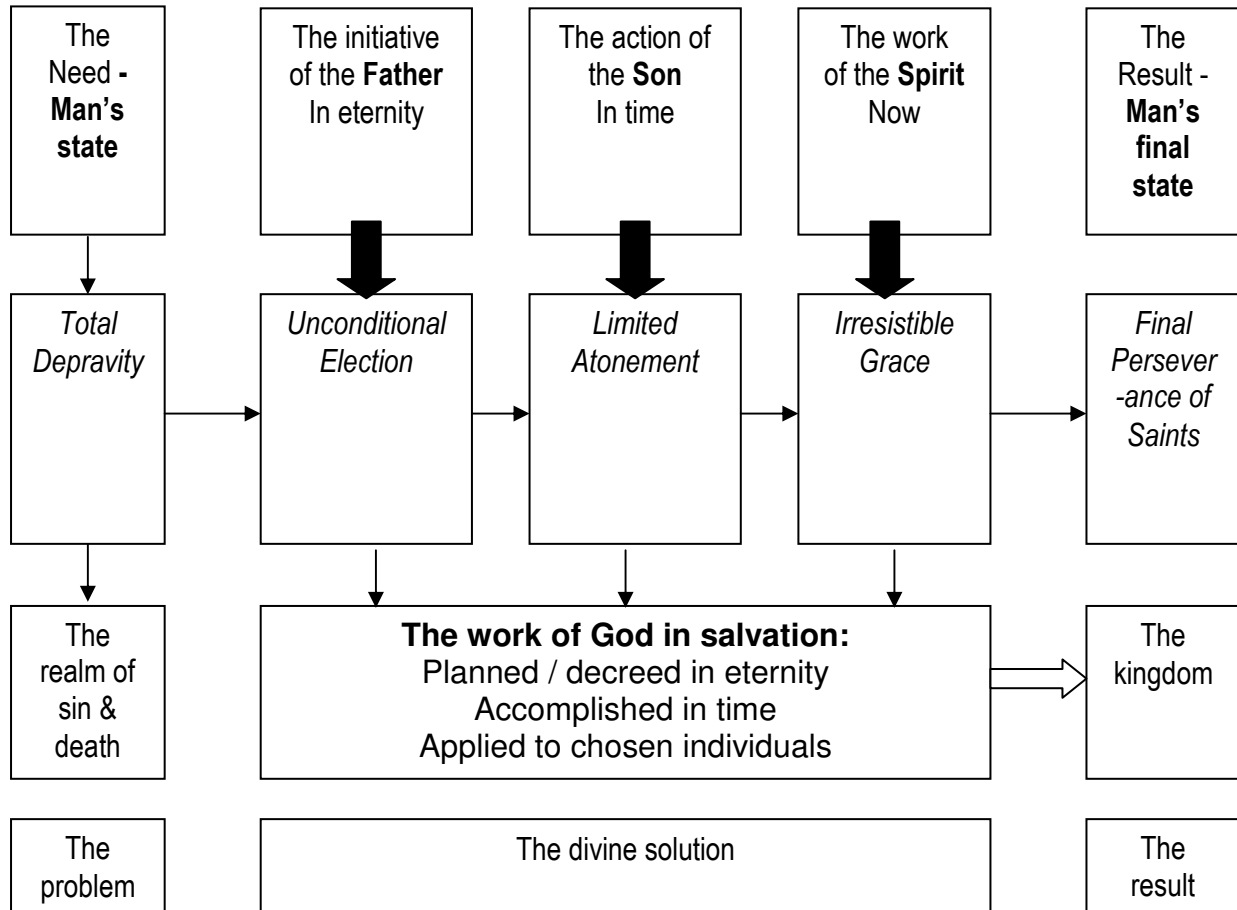 The
Need -
Man's
state
The initiative
of the Father
In eternity
The action of
the Son
In time
The work
of the Spirit
Now
The
Result -
Man's
final
state
Total
Depravity
Unconditional
Election
Limited
Atonement
Irresistible
Grace
Final
Persever
-ance of
Saints
The
realm of
sin &
death
The work of God in salvation:
Planned / decreed in eternity
Accomplished in time
Applied to chosen individuals
The
kingdom
The
problem
The divine solution
The
result